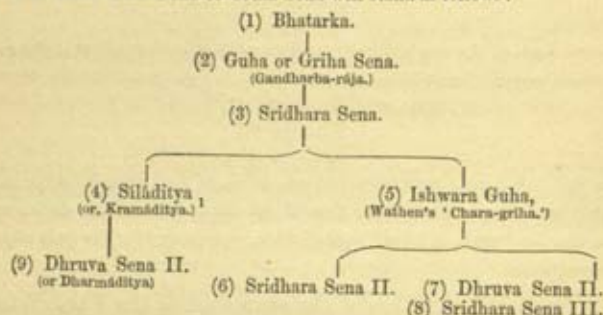 (1) Bhatarka.
(2) Guha or Griha Sena.
(Gandharba-rája.)
(3) Sridhara Sena.
(4) Síláditya 1
(or, Kramáditya.)
(5) Ishwara Guha,
(Wathen's 'Chara-griha.')
(9) Dhruva Sena II.
(or Dharmáditya)
(6) Sridhara Sena II.
(7) Dhruva Sena II.
(8) Sridhara Sena III.